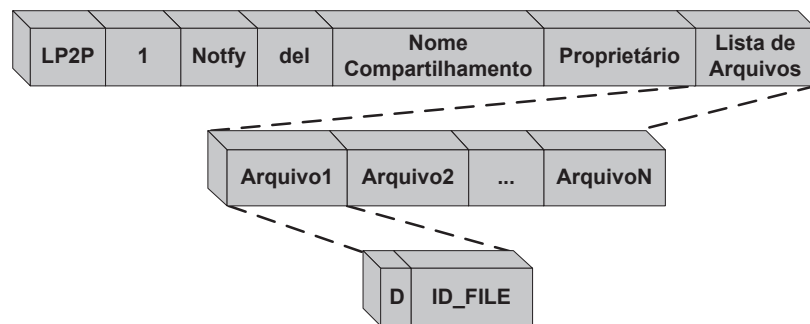 LP2P 1 Notfy del Nome Compartilhamento Proprietário Lista de Arquivos
Arquivo1 Arquivo2 ... ArquivoN
D ID_FILE